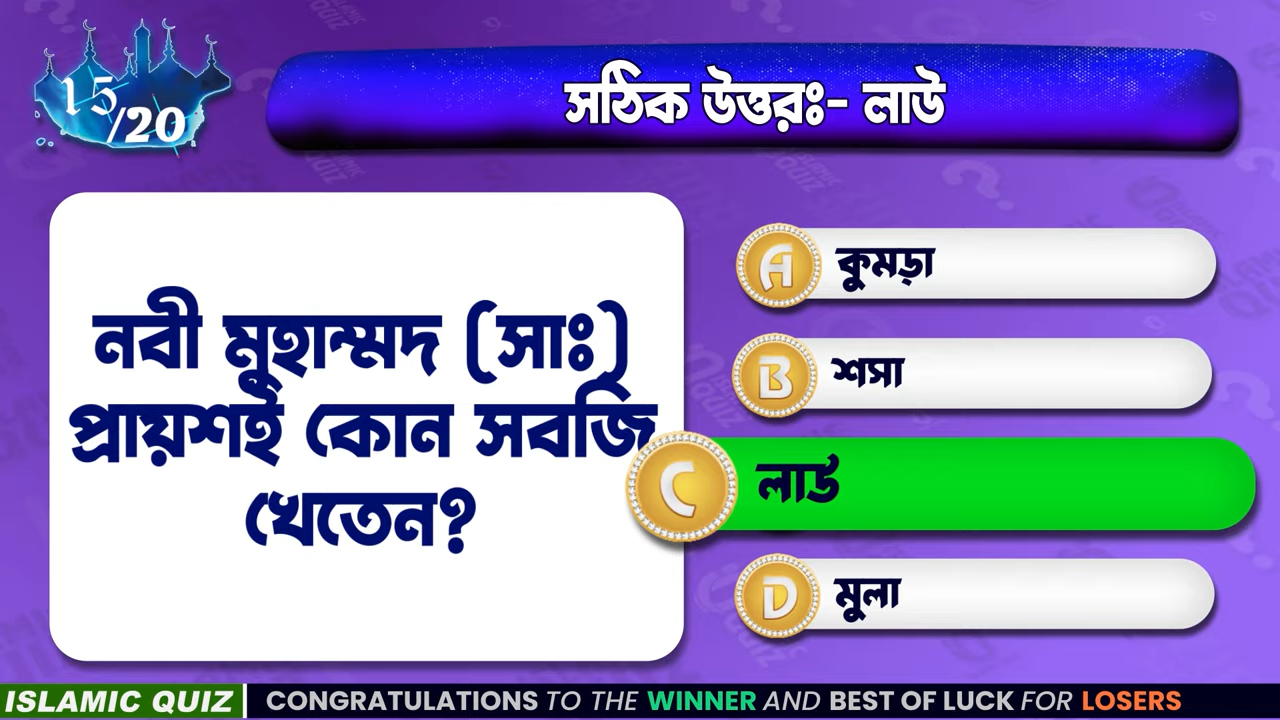 15/20
সঠিক উত্তরঃ- লাউ
নবী মুহাম্মদ (সাঃ)
প্রায়শই কোন সবজি
খেতেন?
A কুমড়া
B শসা
C লাউ
D মুলা
ISLAMIC QUIZ | CONGRATULATIONS TO THE WINNER AND BEST OF LUCK FOR LOSERS